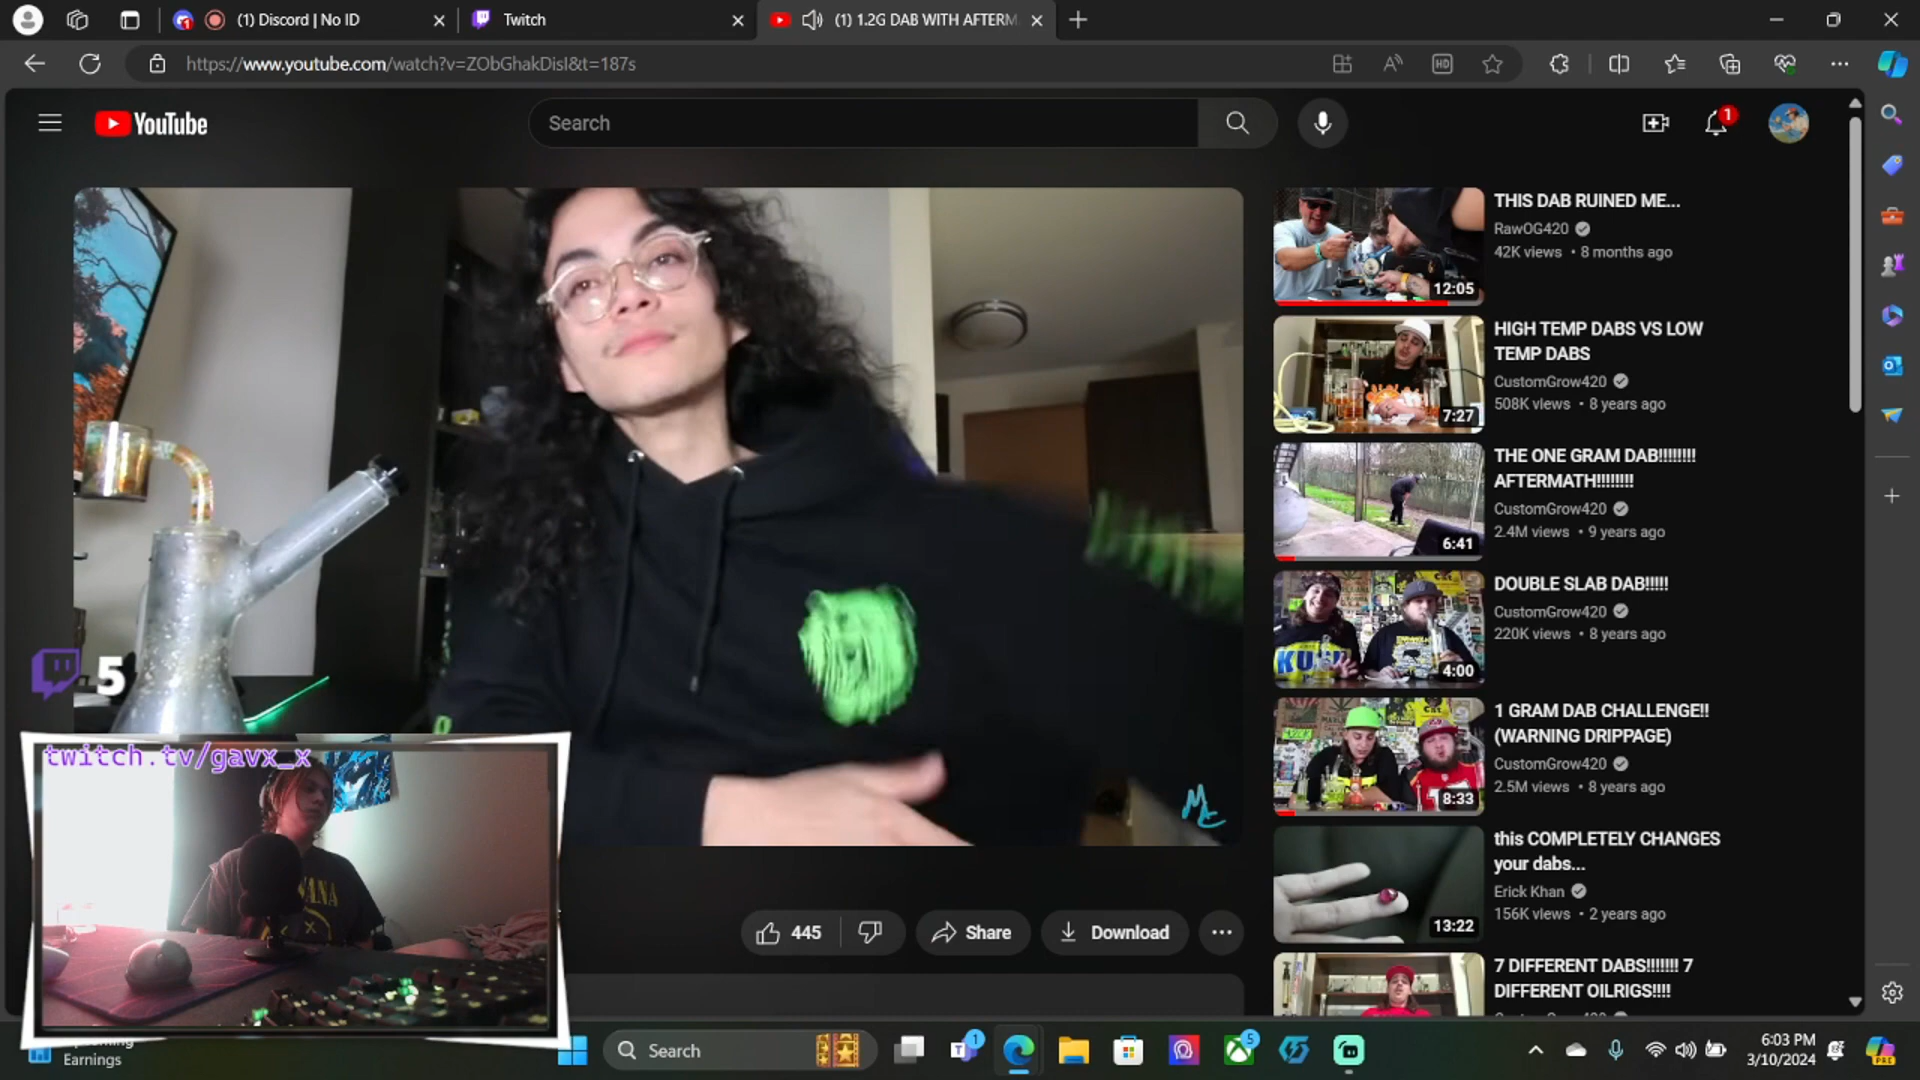 (1) Discord | No ID
Twitch
(1) 1.2G DAB WITH AFTERM
https://www.youtube.com/watch?v=ZObGhakDisI&t=187s
YouTube
Search
1
THIS DAB RUINED ME...
RawOG420
42K views • 8 months ago
12:05
HIGH TEMP DABS VS LOW
TEMP DABS
CustomGrow420
508K views • 8 years ago
7:27
THE ONE GRAM DAB!!!!!!!!
AFTERMATH!!!!!!!!
CustomGrow420
2.4M views • 9 years ago
6:41
DOUBLE SLAB DAB!!!!!
CustomGrow420
220K views • 8 years ago
4:00
1 GRAM DAB CHALLENGE!!
(WARNING DRIPPAGE)
CustomGrow420
2.5M views • 8 years ago
8:33
this COMPLETELY CHANGES
your dabs...
Erick Khan
156K views • 2 years ago
13:22
7 DIFFERENT DABS!!!!!!! 7
DIFFERENT OILRIGS!!!!
5
MC
twitch.tv/gavx_x
445
Share
Download
Earnings
Search
1
5
6:03 PM
3/10/2024